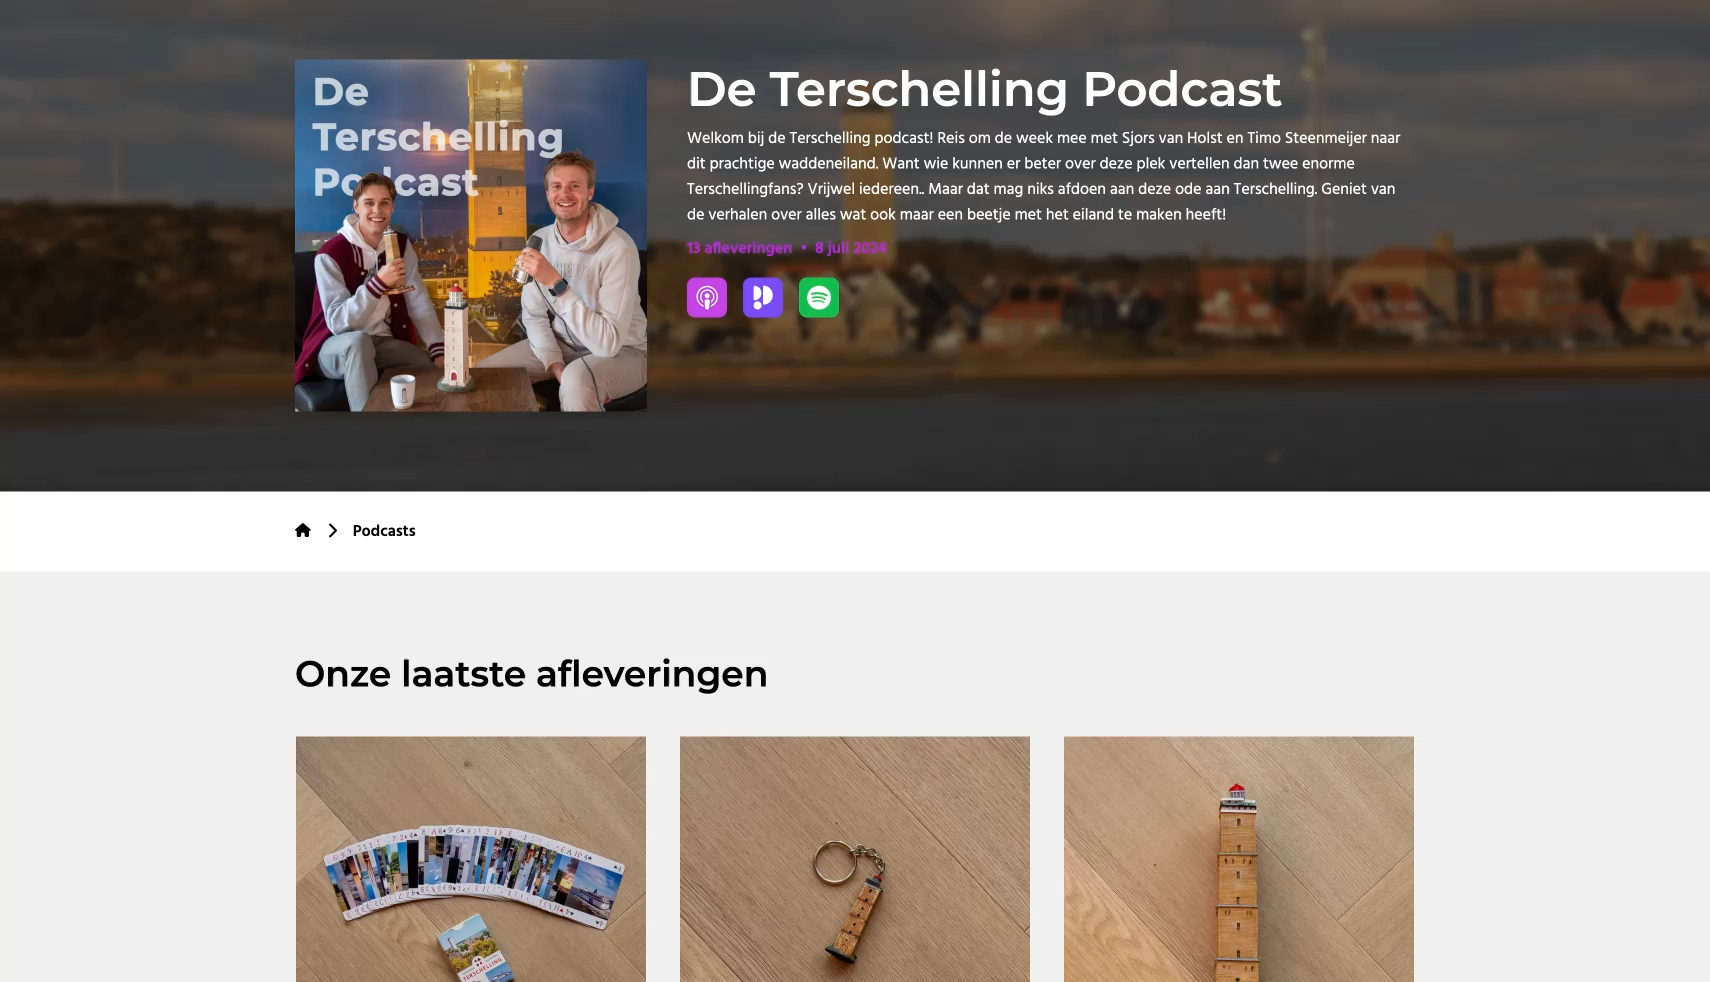 De
Terschelling
Podcast
De Terschelling Podcast
Welkom bij de Terschelling podcast! Reis om de week mee met Sjors van Holst en Timo Steenmeijer naar
dit prachtige waddeneiland. Want wie kunnen er beter over deze plek vertellen dan twee enorme
Terschellingfans? Vrijwel iedereen.. Maar dat mag niks afdoen aan deze ode aan Terschelling. Geniet van
de verhalen over alles wat ook maar een beetje met het eiland te maken heeft!
13 afleveringen • 8 juli 2024
Podcasts
Onze laatste afleveringen
TERSCHELLING